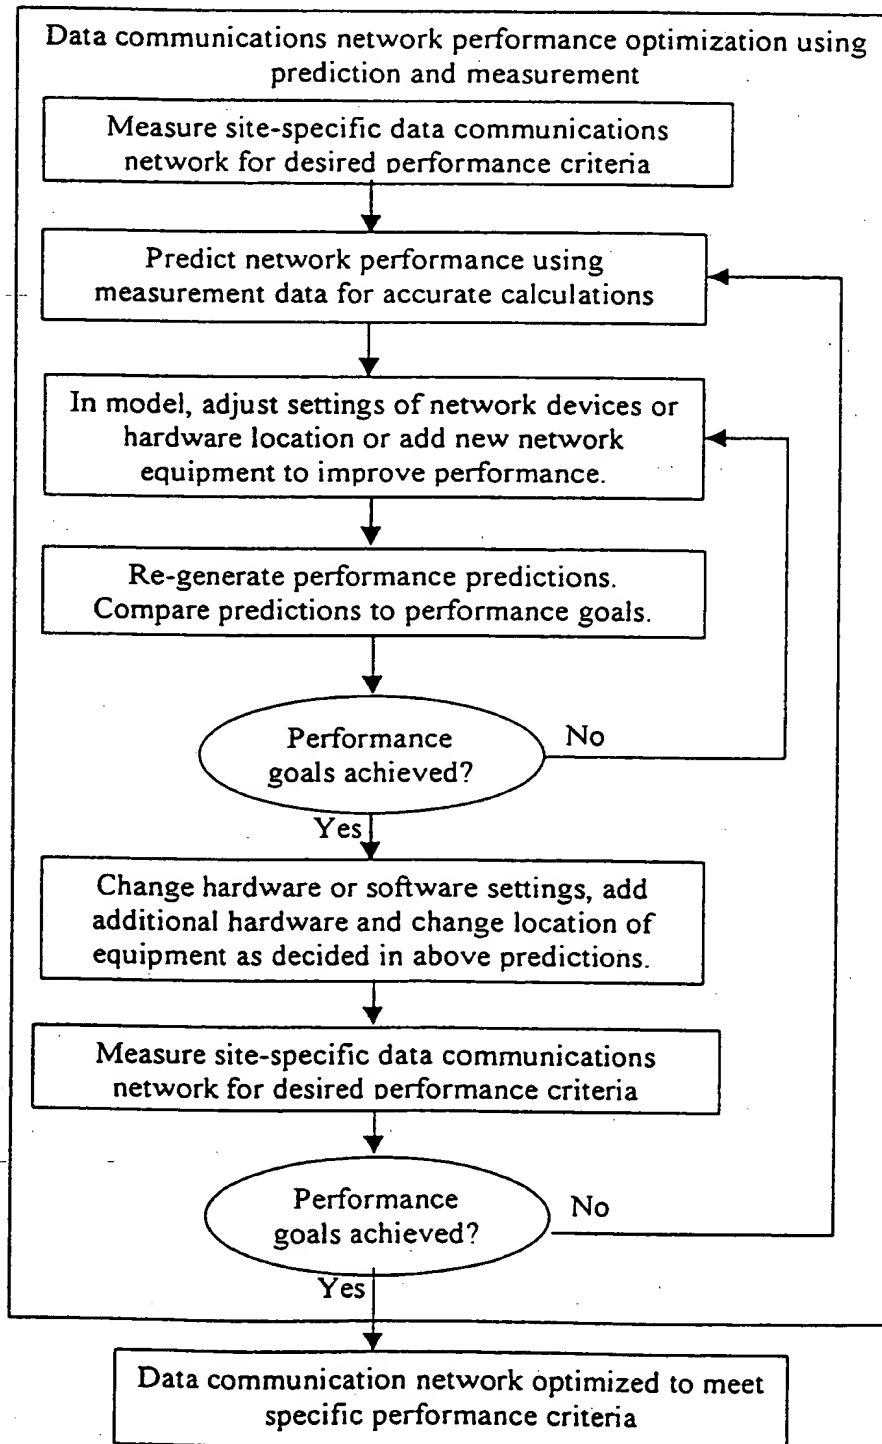 Data communications network performance optimization using
prediction and measurement
Measure site-specific data communications
network for desired performance criteria
Predict network performance using
measurement data for accurate calculations
In model, adjust settings of network devices or
hardware location or add new network
equipment to improve performance.
Re-generate performance predictions.
Compare predictions to performance goals.
Performance
goals achieved?
No
Yes
Change hardware or software settings, add
additional hardware and change location of
equipment as decided in above predictions.
Measure site-specific data communications
network for desired performance criteria
Performance
goals achieved?
No
Yes
Data communication network optimized to meet
specific performance criteria